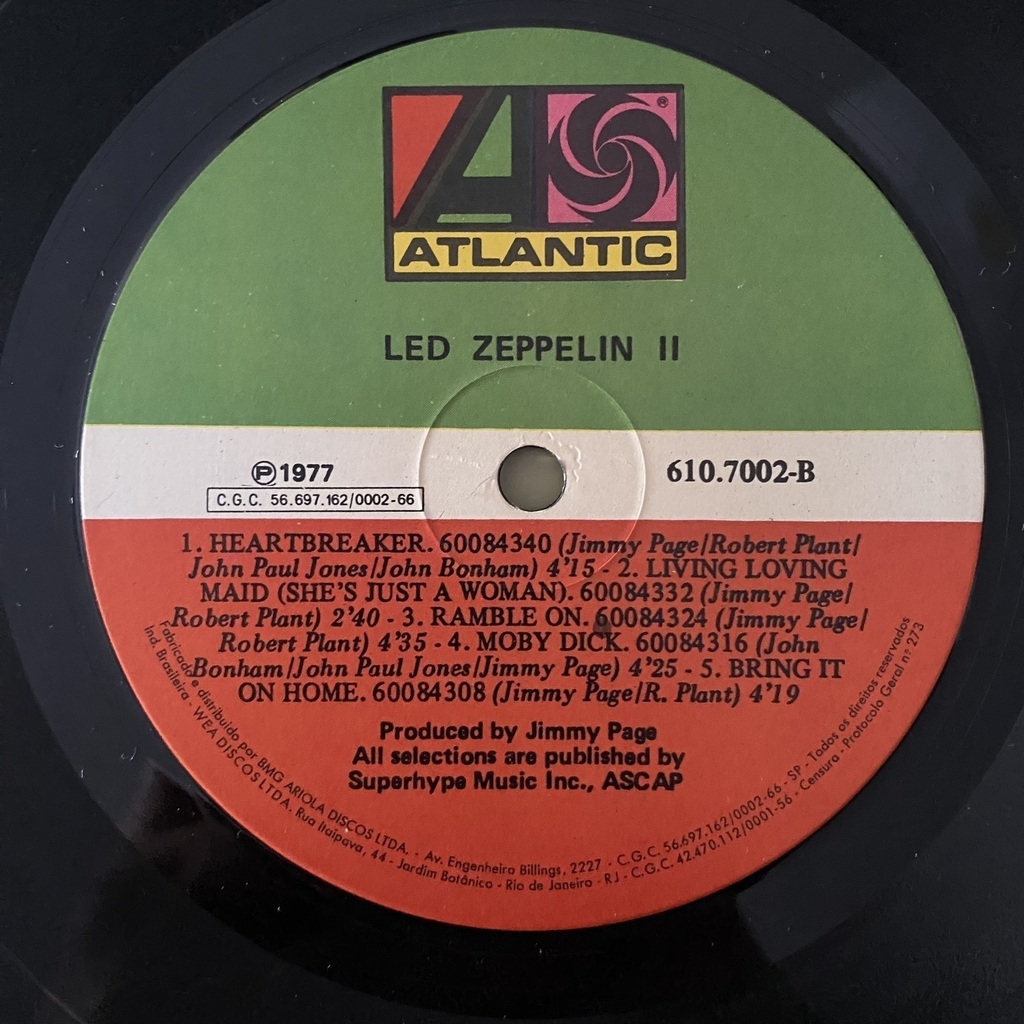 ®
ATLANTIC
LED ZEPPELIN II
℗1977
C.G.C. 56.697.162/0002-66
610.7002-B
1. HEARTBREAKER. 60084340 (Jimmy Page/Robert Plant/
John Paul Jones/John Bonham) 4'15 - 2. LIVING LOVING
MAID (SHE'S JUST A WOMAN). 60084332 (Jimmy Page/
Robert Plant) 2'40 - 3. RAMBLE ON. 60084324 (Jimmy Page/
Robert Plant) 4'35 - 4. MOBY DICK. 60084316 (John
Bonham/John Paul Jones/Jimmy Page) 4'25 - 5. BRING IT
ON HOME. 60084308 (Jimmy Page/R. Plant) 4'19
Produced by Jimmy Page
All selections are published by
Superhype Music Inc., ASCAP
Fabricado e distribuido por BMG ARIOLA DISCOS LTDA. - Av. Engenheiro Billings, 2227 - C.G.C. 56.697.162/0002-66 - SP - Todos os direitos reservados
Ind. Brasileira - WEA DISCOS LTDA. Rua Itaipava, 44 - Jardim Botânico - Rio de Janeiro - RJ - C.G.C. 42.470.112/0001-56 - Censura - Protocolo Geral nº 273